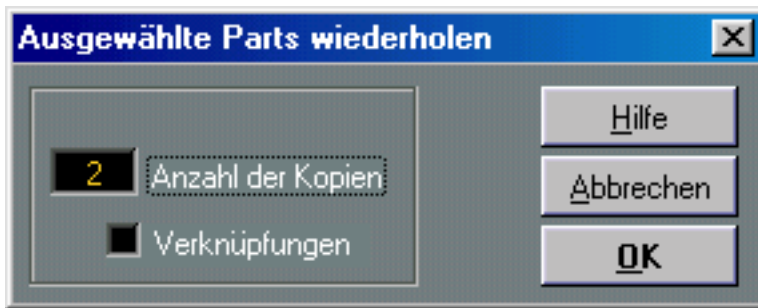 Ausgewählte Parts wiederholen
2 Anzahl der Kopien
Verknüpfungen
Hilfe
Abbrechen
OK